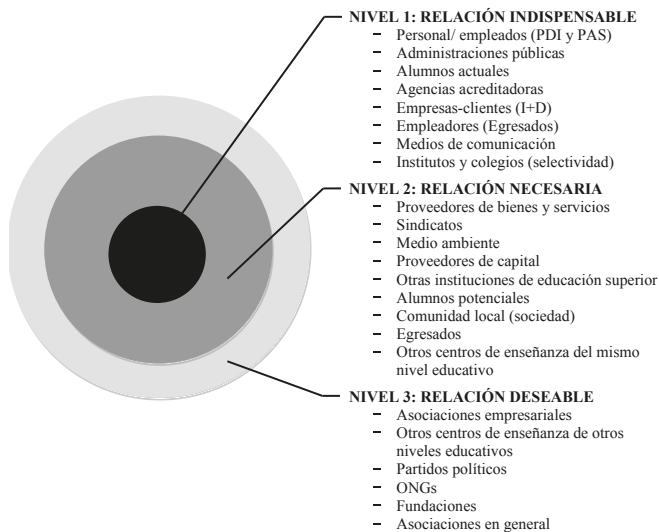 NIVEL 1: RELACIÓN INDISPENSABLE
– Personal/ empleados (PDI y PAS)
– Administraciones públicas
– Alumnos actuales
– Agencias acreditadoras
– Empresas-clientes (I+D)
– Empleadores (Egresados)
– Medios de comunicación
– Institutos y colegios (selectividad)
NIVEL 2: RELACIÓN NECESARIA
– Proveedores de bienes y servicios
– Sindicatos
– Medio ambiente
– Proveedores de capital
– Otras instituciones de educación superior
– Alumnos potenciales
– Comunidad local (sociedad)
– Egresados
– Otros centros de enseñanza del mismo
nivel educativo
NIVEL 3: RELACIÓN DESEABLE
– Asociaciones empresariales
– Otros centros de enseñanza de otros
niveles educativos
– Partidos políticos
– ONGs
– Fundaciones
– Asociaciones en general